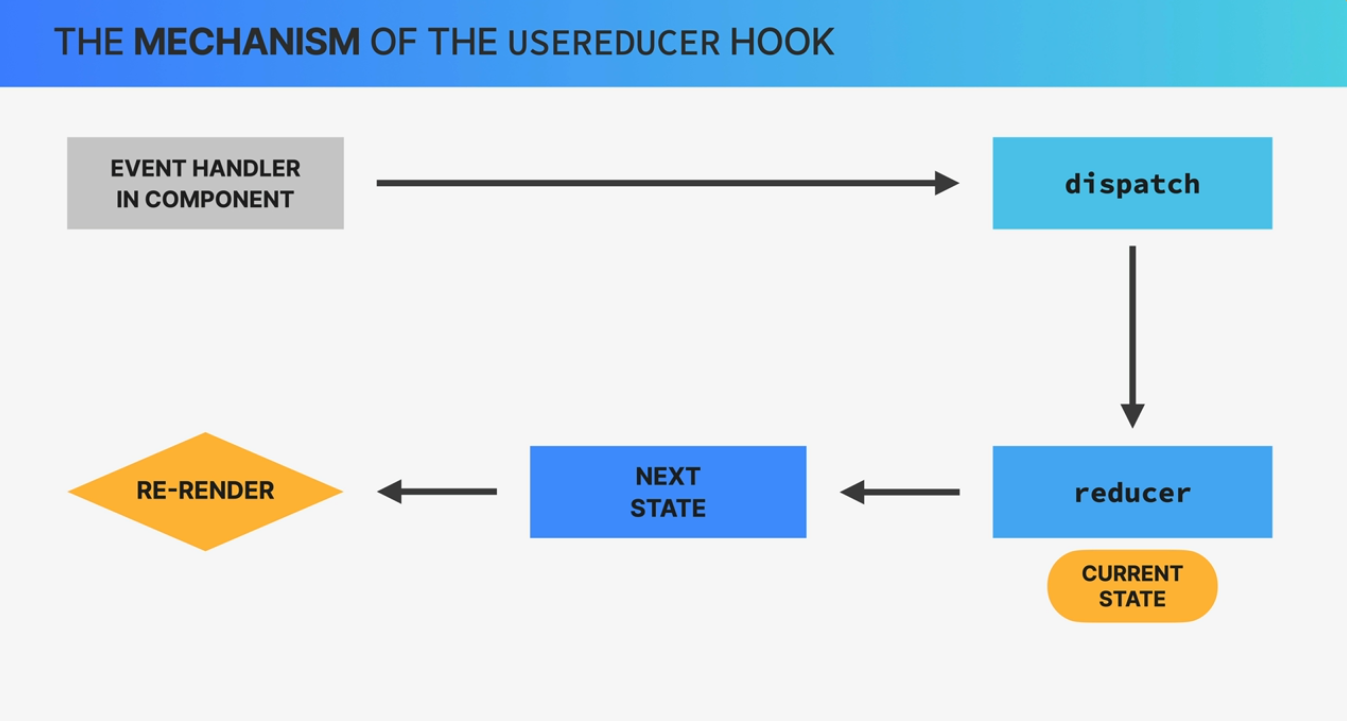 THE MECHANISM OF THE USEREDUCER HOOK
EVENT HANDLER
IN COMPONENT
dispatch
RE-RENDER
NEXT
STATE
reducer
CURRENT
STATE